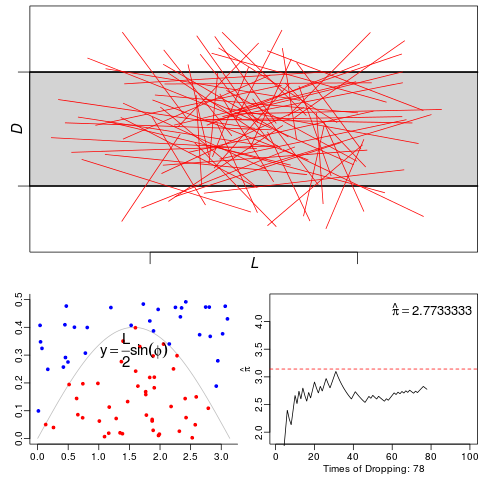 D
L
0.5
0.4
0.3
0.2
0.1
0.0
y = L/2 sin(ϕ)
0.0 0.5 1.0 1.5 2.0 2.5 3.0
π̂ = 2.7733333
π̂
4.0
3.5
3.0
2.5
2.0
0 20 40 60 80 100
Times of Dropping: 78